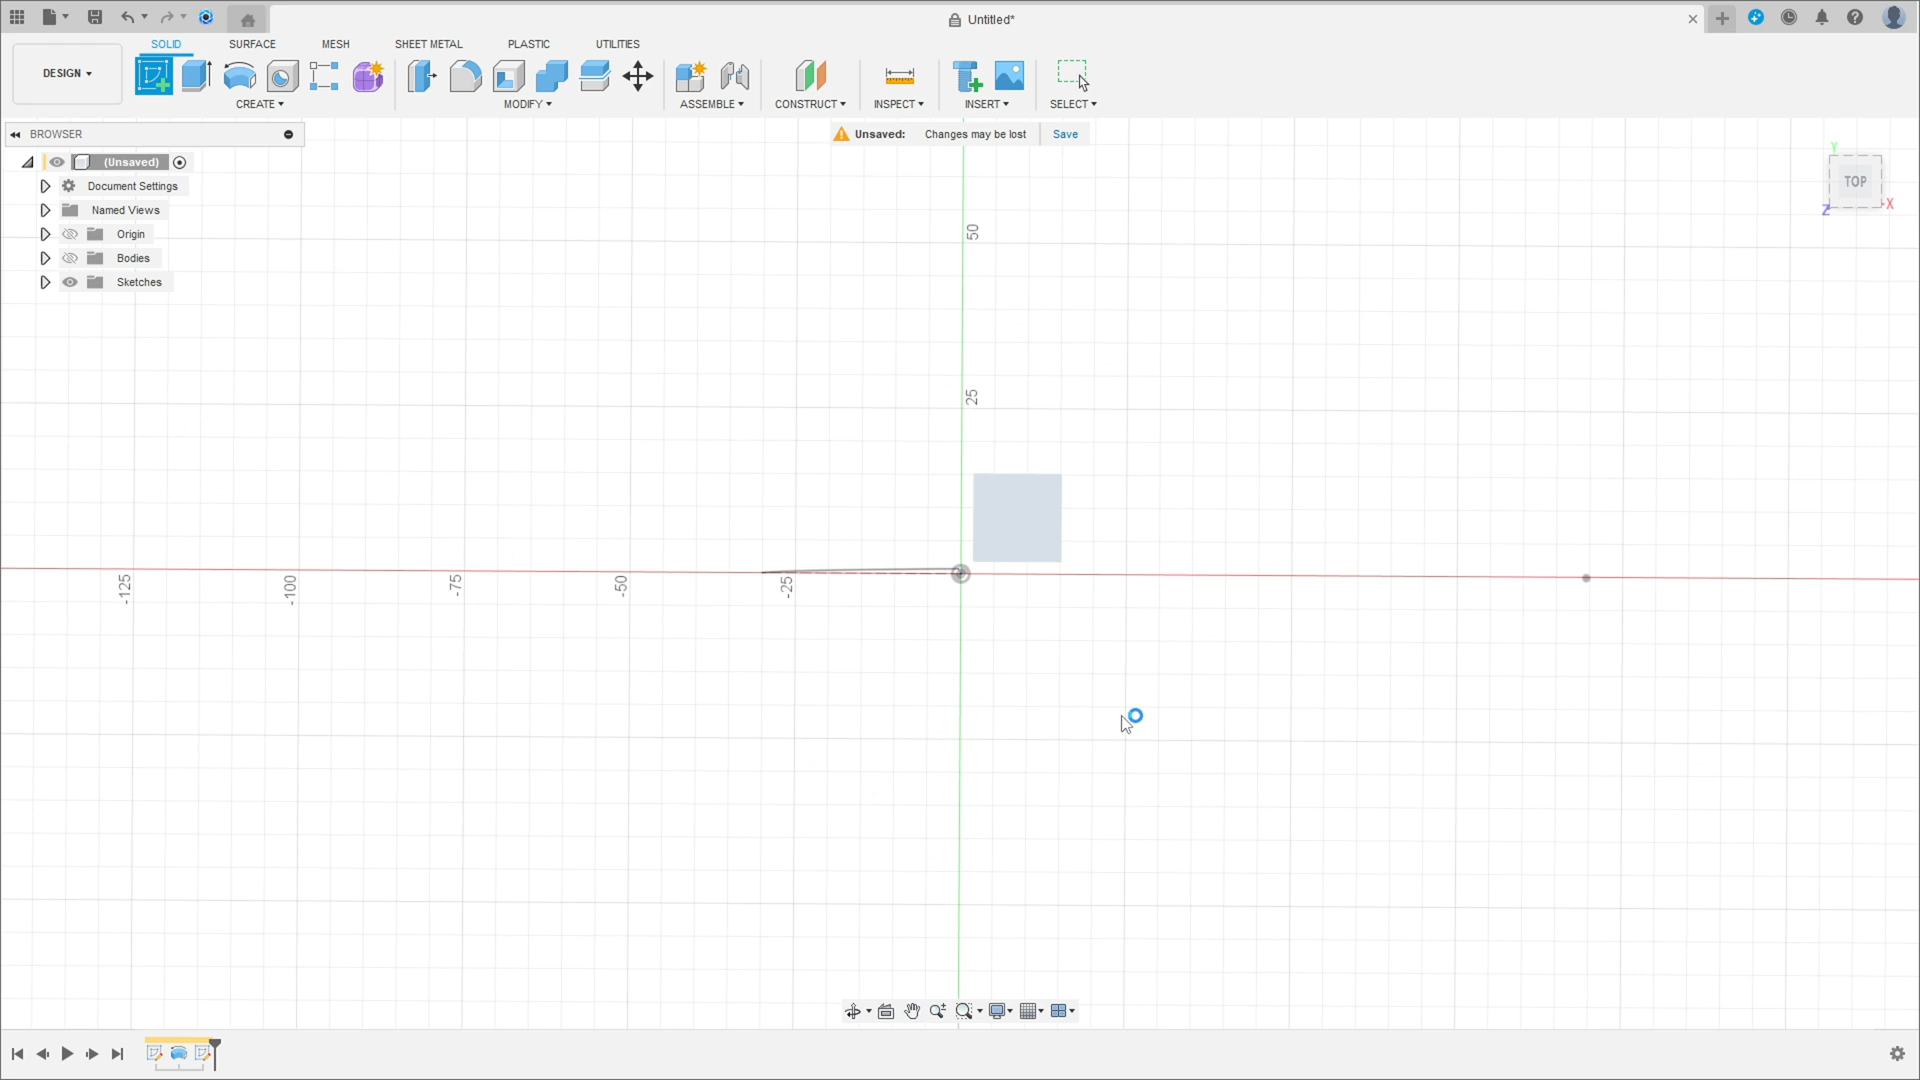 Untitled*
SOLID SURFACE MESH SHEET METAL PLASTIC UTILITIES
DESIGN
CREATE MODIFY ASSEMBLE CONSTRUCT INSPECT INSERT SELECT
BROWSER
Unsaved: Changes may be lost Save
(Unsaved)
Document Settings
Named Views
Origin
Bodies
Sketches
Y
TOP
Z
X
50
25
-125 -100 -75 -50 -25